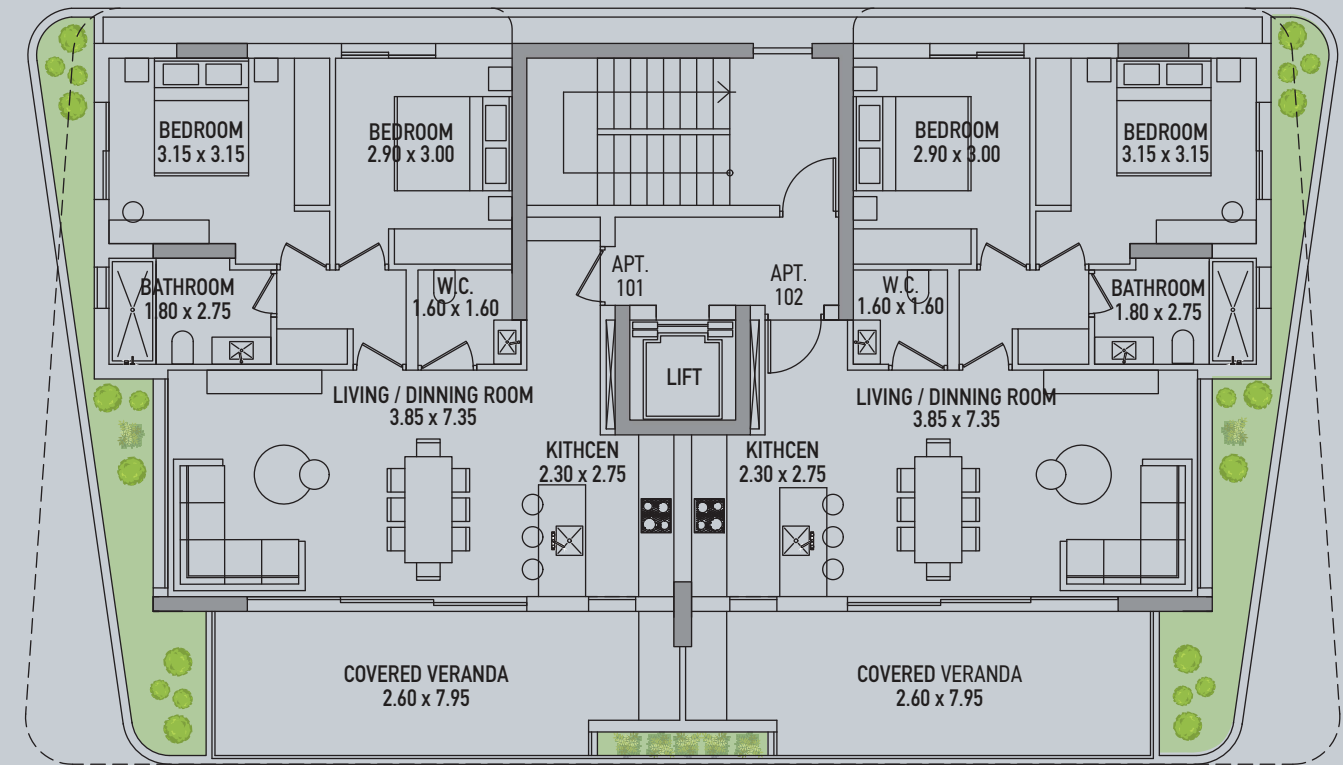 BEDROOM
3.15 x 3.15
BEDROOM
2.90 x 3.00
BEDROOM
2.90 x 3.00
BEDROOM
3.15 x 3.15
BATHROOM
1.80 x 2.75
W.C.
1.60 x 1.60
APT.
101
APT.
102
W.C.
1.60 x 1.60
BATHROOM
1.80 x 2.75
LIFT
LIVING / DINNING ROOM
3.85 x 7.35
LIVING / DINNING ROOM
3.85 x 7.35
KITHCEN
2.30 x 2.75
KITHCEN
2.30 x 2.75
COVERED VERANDA
2.60 x 7.95
COVERED VERANDA
2.60 x 7.95